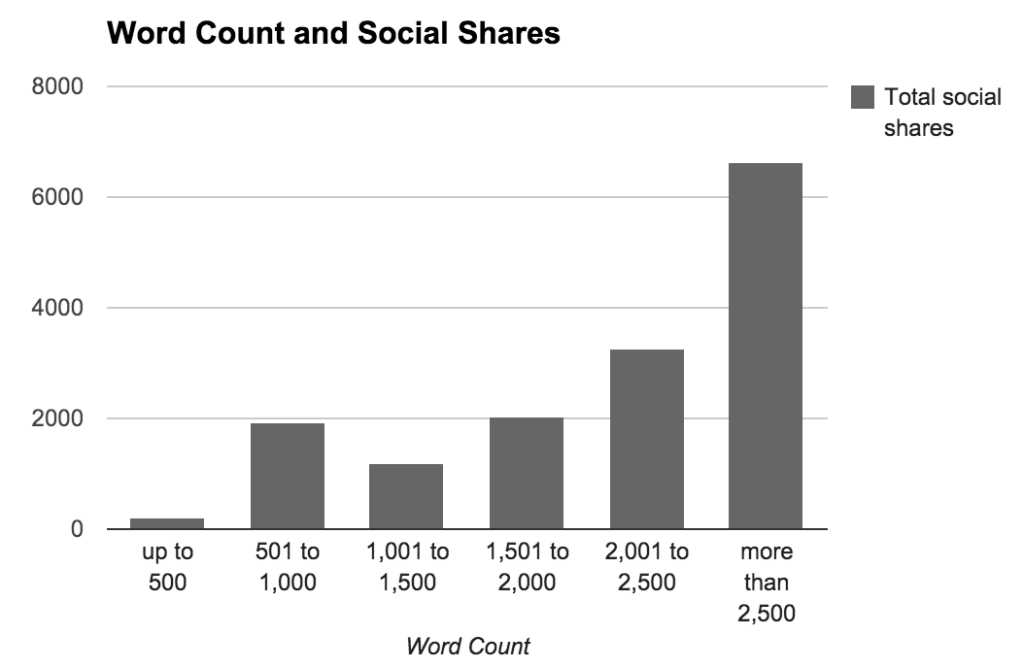 Word Count and Social Shares
8000
6000
4000
2000
0
Total social
shares
up to
500
501 to
1,000
1,001 to
1,500
1,501 to
2,000
2,001 to
2,500
more
than
2,500
Word Count